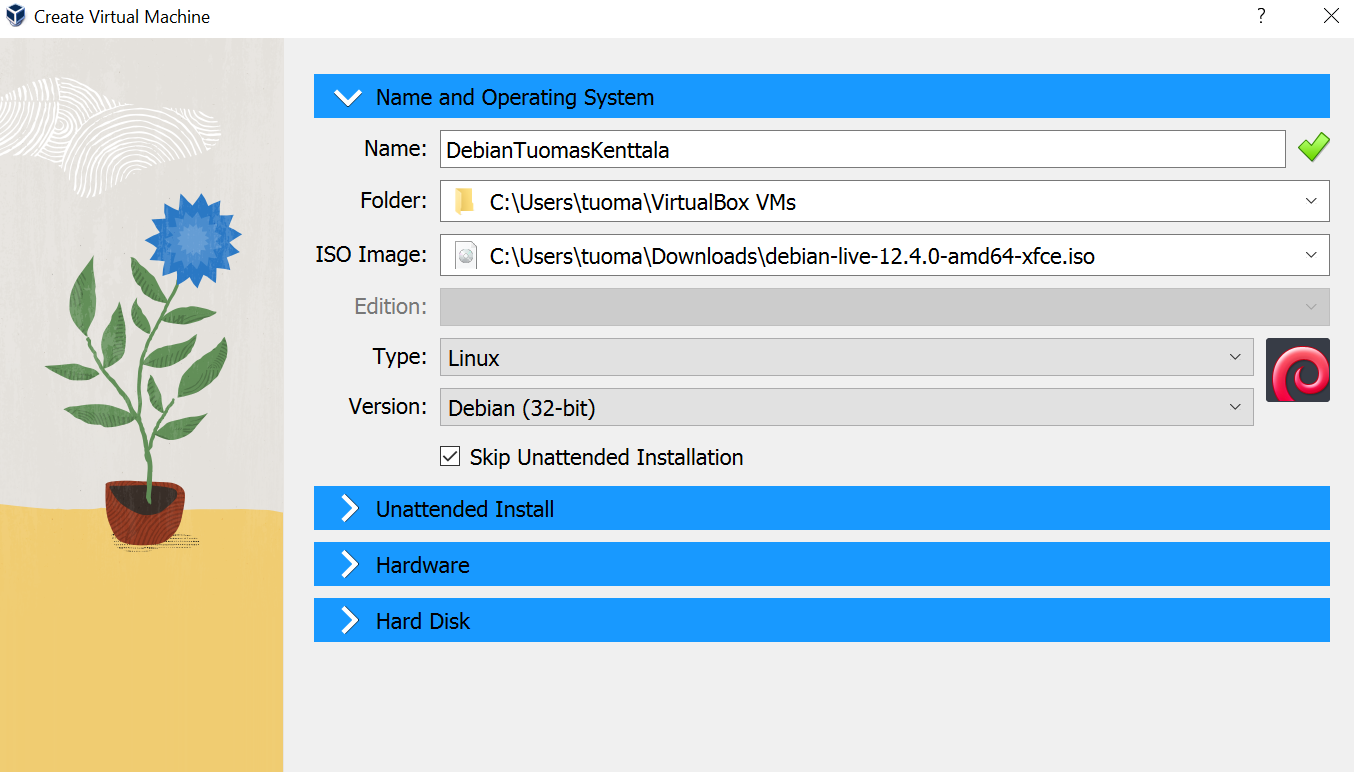 Create Virtual Machine
?
Name and Operating System
Name: DebianTuomasKenttala
Folder: C:\Users\tuoma\VirtualBox VMs
ISO Image: C:\Users\tuoma\Downloads\debian-live-12.4.0-amd64-xfce.iso
Edition:
Type: Linux
Version: Debian (32-bit)
Skip Unattended Installation
Unattended Install
Hardware
Hard Disk